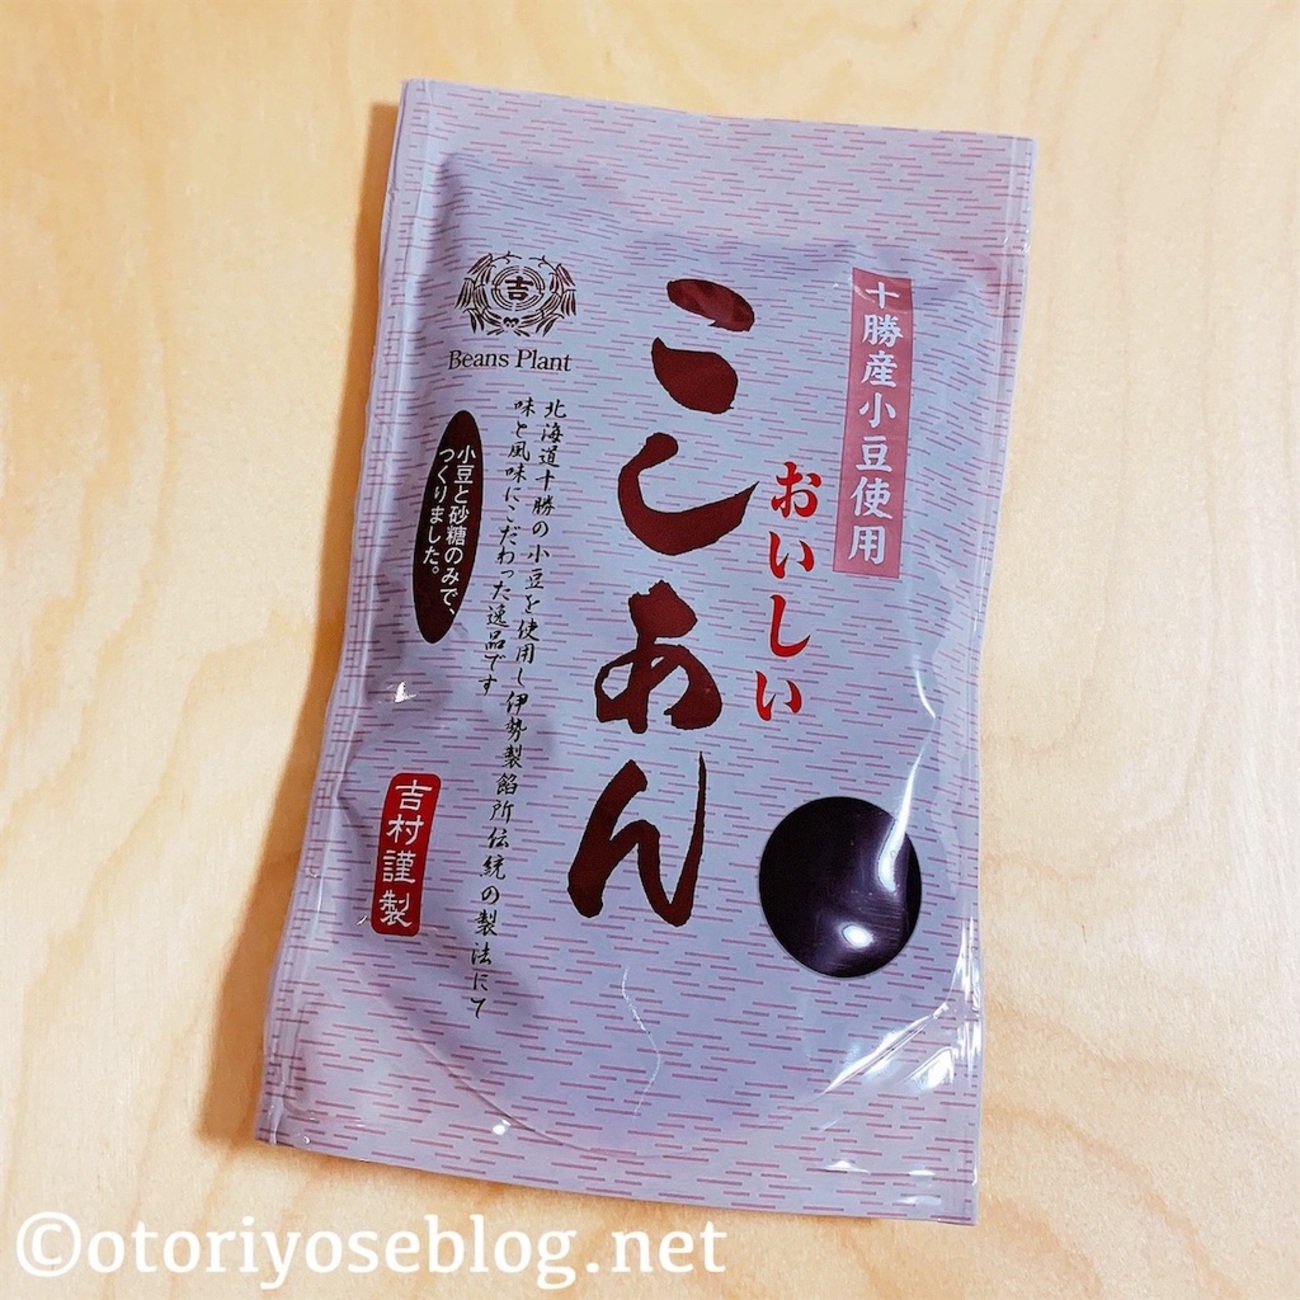 十勝産小豆使用
おいしい
こしあん
吉
Beans Plant
北海道十勝の小豆を使用し伊勢製餡所伝統の製法にて
味と風味にこだわった逸品です
小豆と砂糖のみで、
つくりました。
吉村謹製
©otoriyoseblog.net